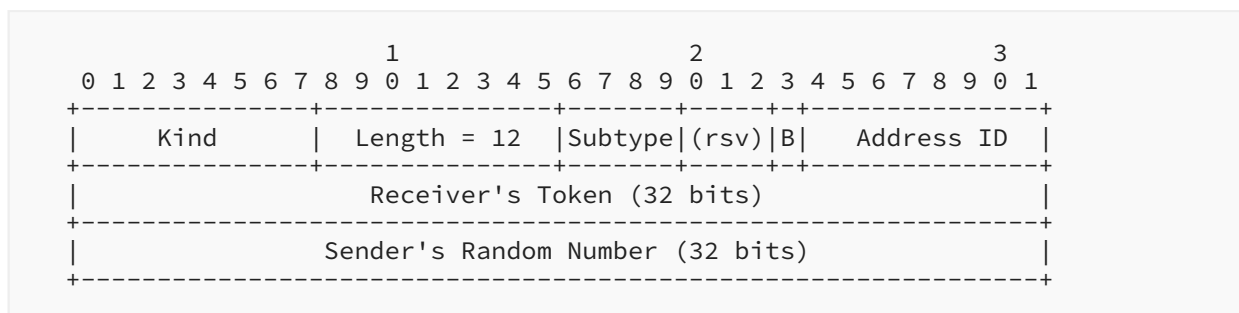 1                   2                   3
 0 1 2 3 4 5 6 7 8 9 0 1 2 3 4 5 6 7 8 9 0 1 2 3 4 5 6 7 8 9 0 1
+---------------+---------------+-------+-----+-+---------------+
|     Kind      |  Length = 12  |Subtype|(rsv)|B|   Address ID  |
+---------------+---------------+-------+-----+-+---------------+
|                   Receiver's Token (32 bits)                  |
+---------------------------------------------------------------+
|                Sender's Random Number (32 bits)               |
+---------------------------------------------------------------+